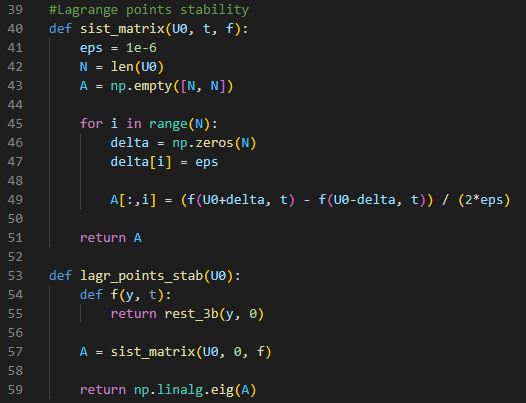 39 #Lagrange points stability
40 def sist_matrix(U0, t, f):
41     eps = 1e-6
42     N = len(U0)
43     A = np.empty([N, N])
44
45     for i in range(N):
46         delta = np.zeros(N)
47         delta[i] = eps
48
49         A[:,i] = (f(U0+delta, t) - f(U0-delta, t)) / (2*eps)
50
51     return A
52
53 def lagr_points_stab(U0):
54     def f(y, t):
55         return rest_3b(y, 0)
56
57     A = sist_matrix(U0, 0, f)
58
59     return np.linalg.eig(A)